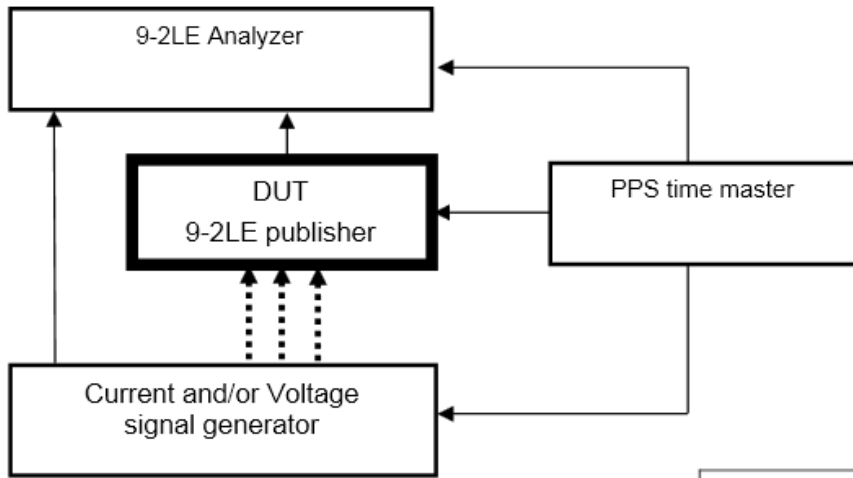 9-2LE Analyzer
DUT
9-2LE publisher
PPS time master
Current and/or Voltage
signal generator